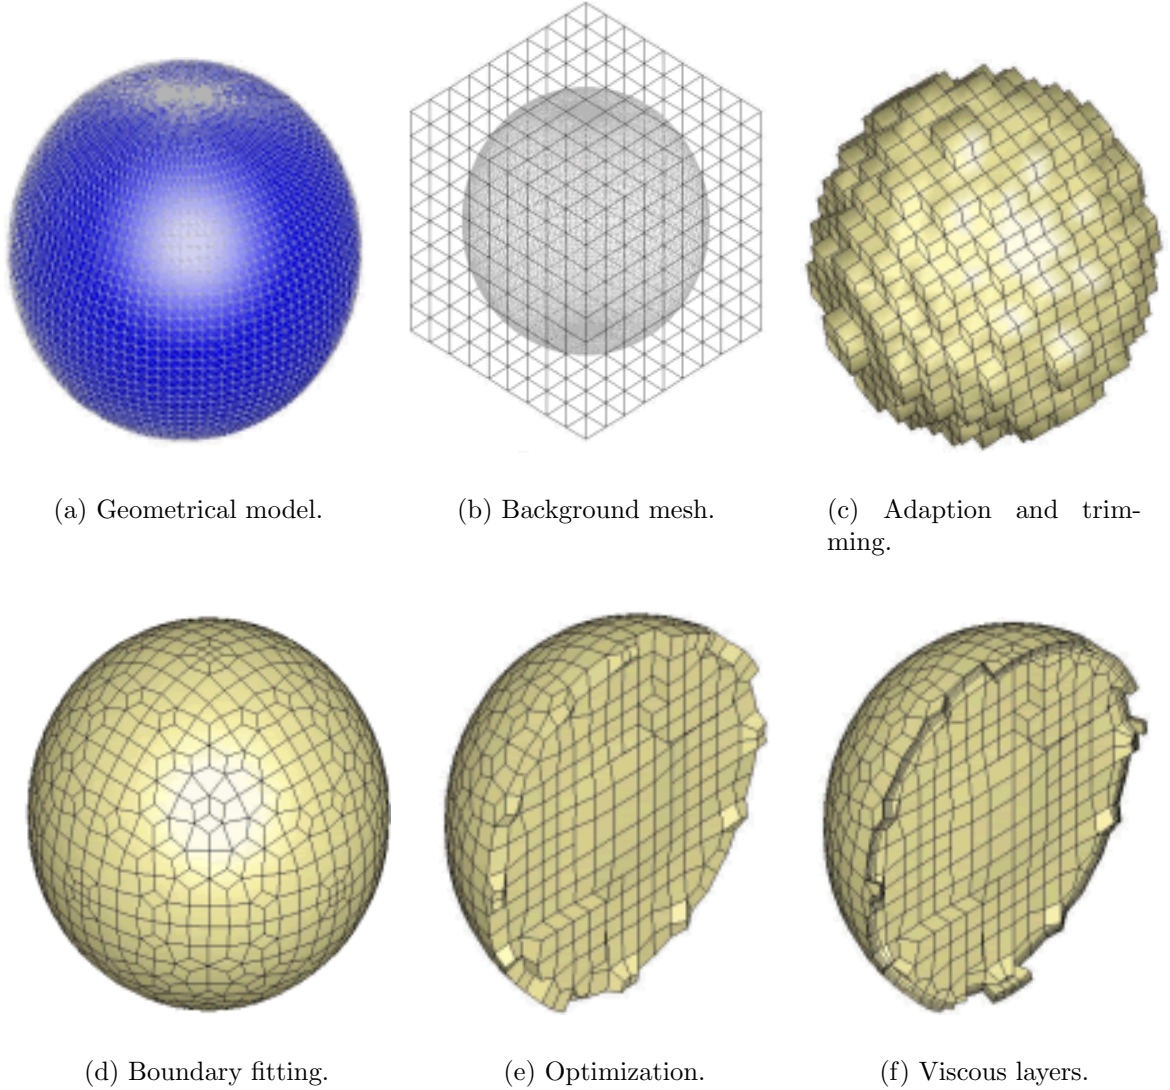 (a) Geometrical model.
(b) Background mesh.
(c) Adaption and trim-
ming.
(d) Boundary fitting.
(e) Optimization.
(f) Viscous layers.